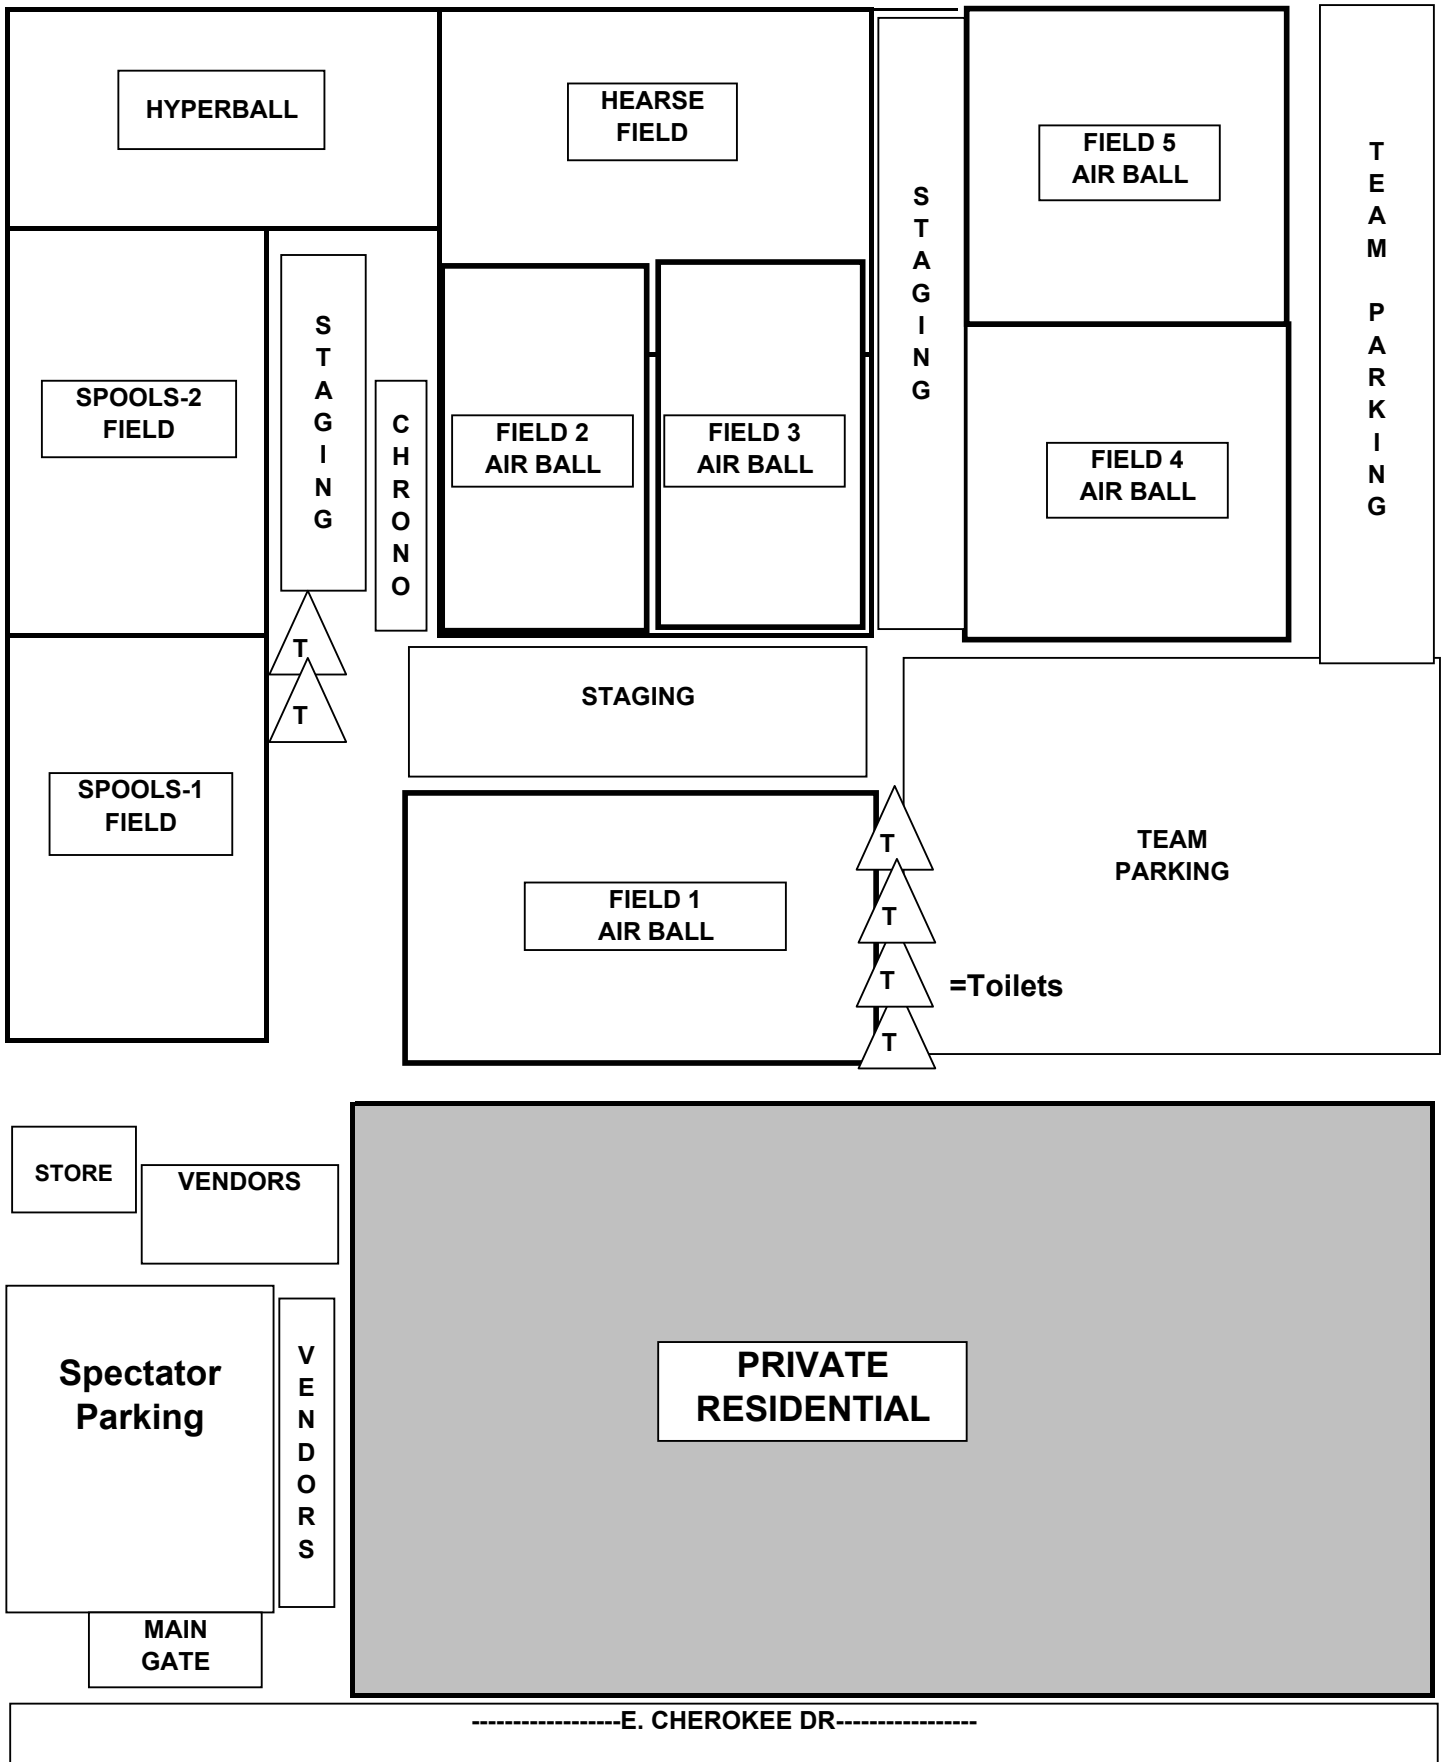 HYPERBALL
HEARSE
FIELD
FIELD 5
AIR BALL
TEAM PARKING
STAGING
STAGING
SPOOLS-2
FIELD
CHRONO
FIELD 2
AIR BALL
FIELD 3
AIR BALL
FIELD 4
AIR BALL
T
T
STAGING
SPOOLS-1
FIELD
FIELD 1
AIR BALL
T
T
T
T
=Toilets
TEAM
PARKING
STORE
VENDORS
Spectator
Parking
VENDORS
PRIVATE
RESIDENTIAL
MAIN
GATE
------------------E. CHEROKEE DR-----------------